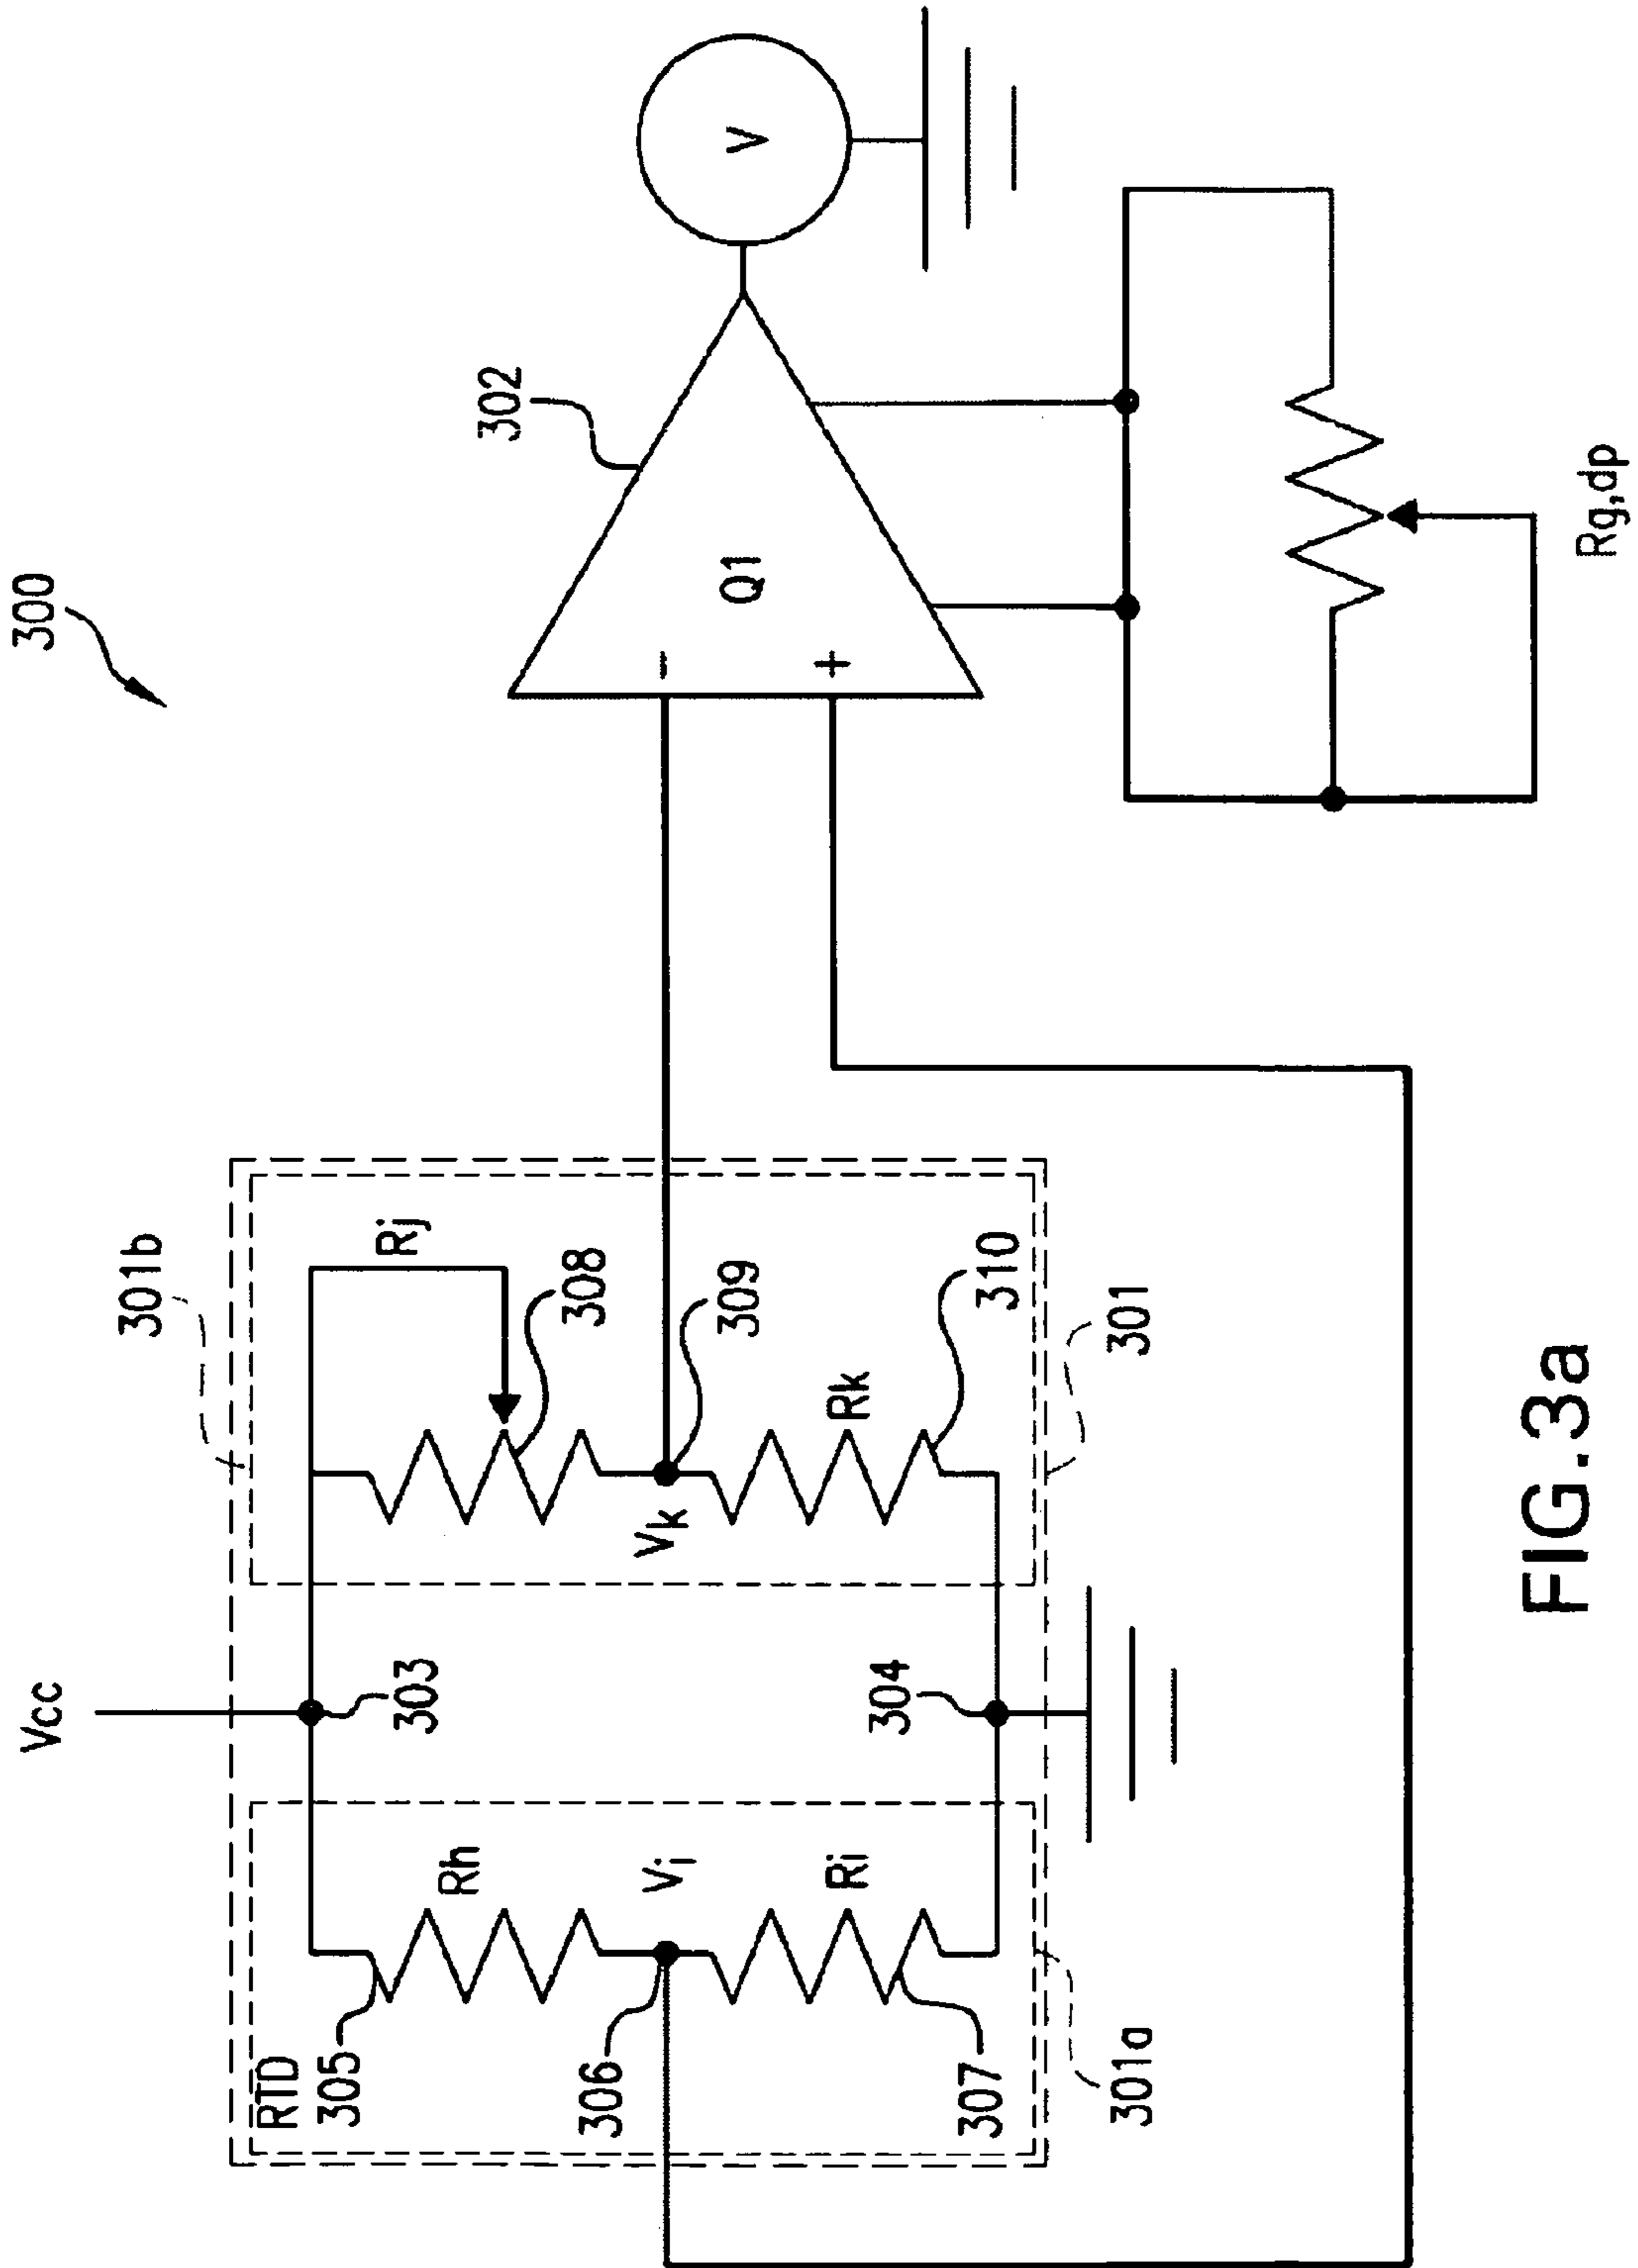 300
Vcc
301b
302
Rj
303
RTD
305
Rh
308
V
306
Vi
Vk
309
Q1
-
+
307
Ri
304
Rk
310
301a
301
Rg,dp
FIG.3a